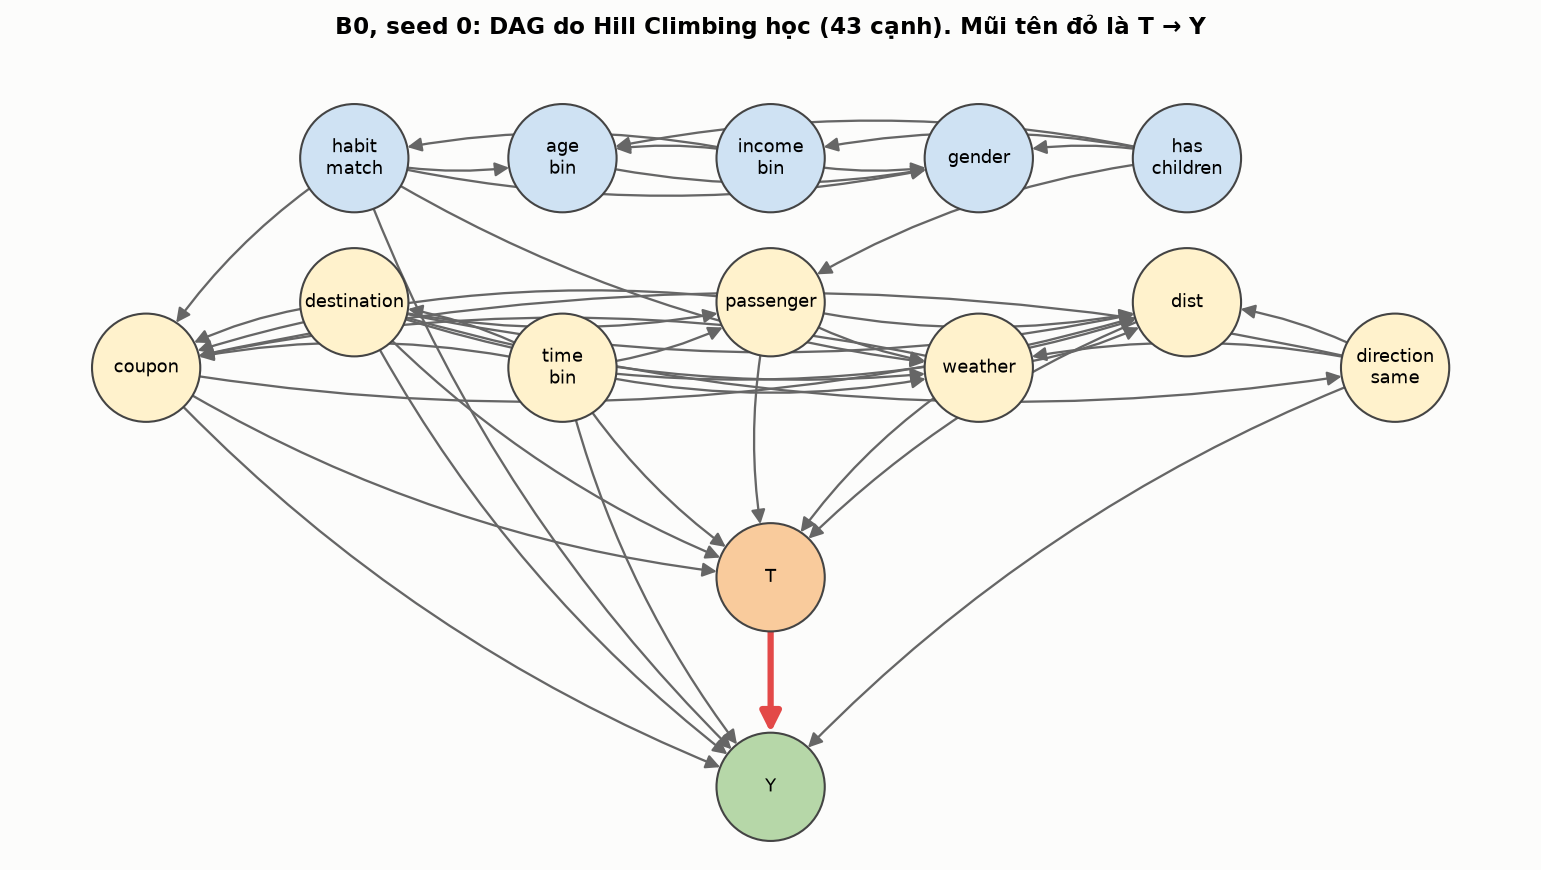 B0, seed 0: DAG do Hill Climbing học (43 cạnh). Mũi tên đỏ là T → Y
habit
match
age
bin
income
bin
gender
has
children
destination
passenger
dist
coupon
time
bin
weather
direction
same
T
Y